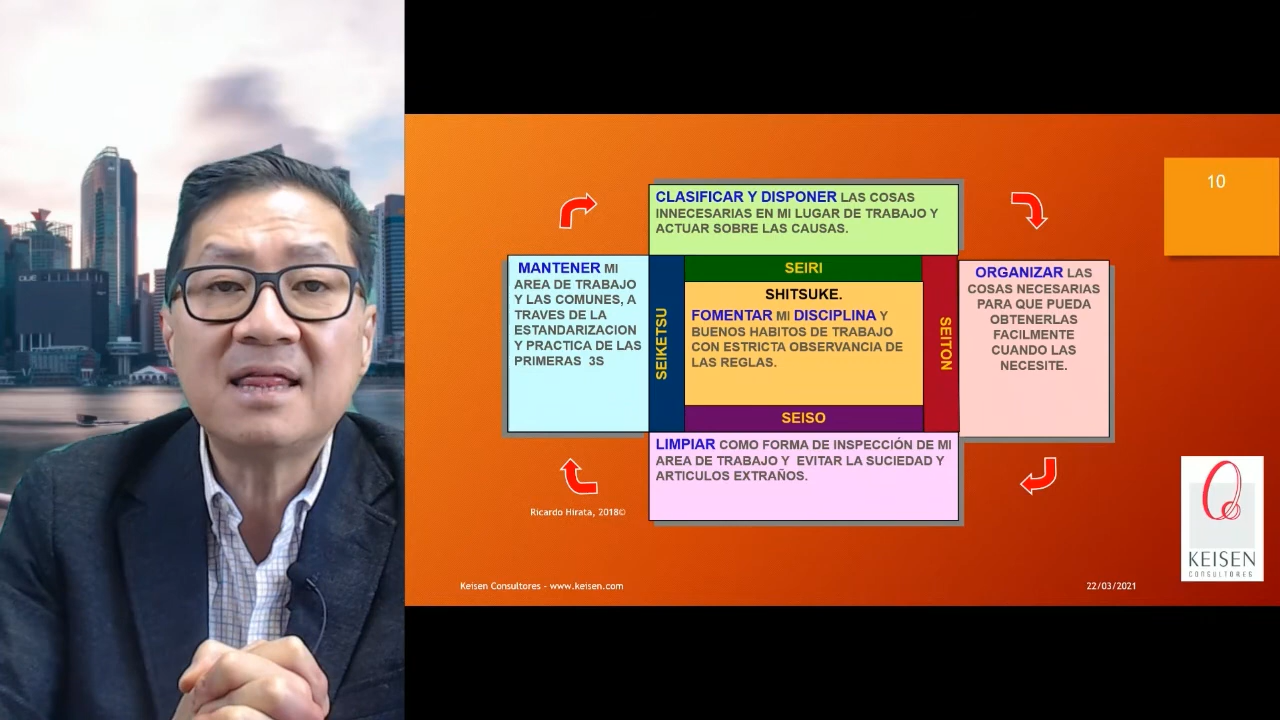 10
CLASIFICAR Y DISPONER LAS COSAS
INNECESARIAS EN MI LUGAR DE TRABAJO Y
ACTUAR SOBRE LAS CAUSAS.
MANTENER MI
AREA DE TRABAJO
Y LAS COMUNES, A
TRAVES DE LA
ESTANDARIZACION
Y PRACTICA DE LAS
PRIMERAS 3S
SEIKETSU
SEIRI
SHITSUKE.
FOMENTAR MI DISCIPLINA Y
BUENOS HABITOS DE TRABAJO
CON ESTRICTA OBSERVANCIA DE
LAS REGLAS.
SEITON
ORGANIZAR LAS
COSAS NECESARIAS
PARA QUE PUEDA
OBTENERLAS
FACILMENTE
CUANDO LAS
NECESITE.
SEISO
LIMPIAR COMO FORMA DE INSPECCIÓN DE MI
AREA DE TRABAJO Y EVITAR LA SUCIEDAD Y
ARTICULOS EXTRAÑOS.
Ricardo Hirata, 2018©
KEISEN
CONSULTORES
Keisen Consultores - www.keisen.com
22/03/2021